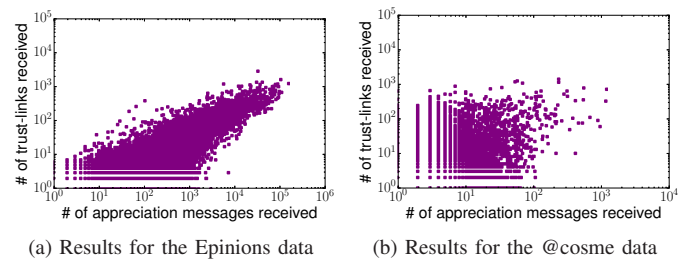 10^5
10^4
10^3
10^2
10^1
10^0
# of trust-links received
10^0 10^1 10^2 10^3 10^4 10^5 10^6
# of appreciation messages received
(a) Results for the Epinions data
10^5
10^4
10^3
10^2
10^1
10^0
# of trust-links received
10^0 10^1 10^2 10^3 10^4
# of appreciation messages received
(b) Results for the @cosme data